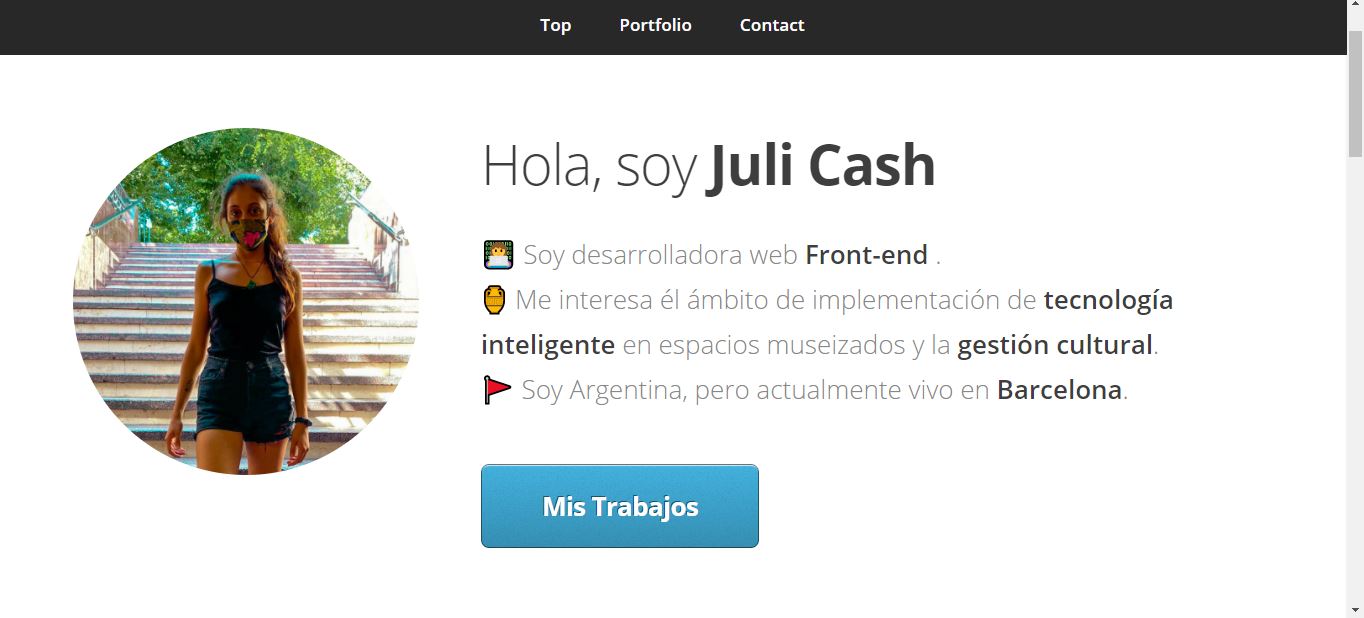 Top Portfolio Contact
Hola, soy Juli Cash
Soy desarrolladora web Front-end .
Me interesa él ámbito de implementación de tecnología
inteligente en espacios museizados y la gestión cultural.
Soy Argentina, pero actualmente vivo en Barcelona.
Mis Trabajos